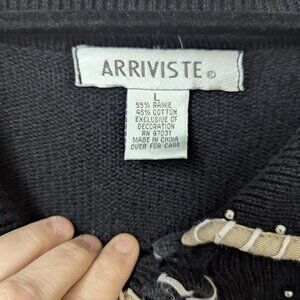 ARRIVISTE®
L
55% RAMIE
45% COTTON
EXCLUSIVE OF
DECORATION
RN 97031
MADE IN CHINA
OVER FOR CARE